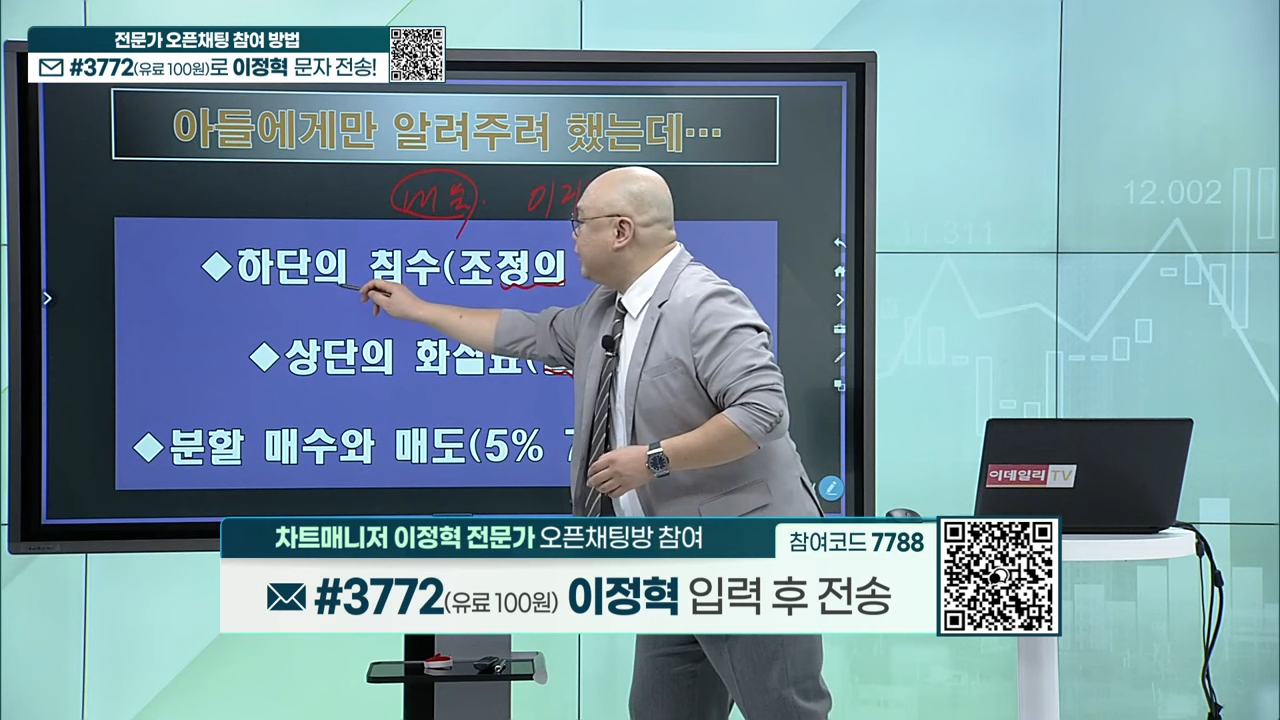 전문가 오픈채팅 참여 방법
#3772(유료 100원)로 이정혁 문자 전송!
아들에게만 알려주려 했는데…
◆하단의 침수(조정의
◆상단의
◆분할 매수와 매도(5%
12.002
11.311
이데일리 TV
차트매니저 이정혁 전문가 오픈채팅방 참여
참여코드 7788
#3772(유료 100원) 이정혁 입력 후 전송